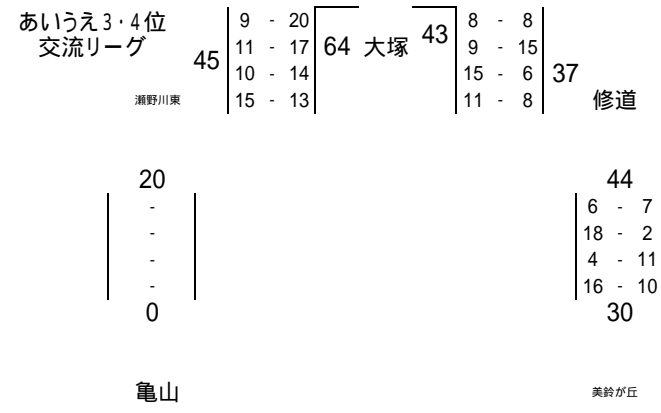 あいうえ3・4位
交流リーグ
瀬野川東
45
9 - 20
11 - 17
10 - 14
15 - 13
64
大塚
43
8 - 8
9 - 15
15 - 6
11 - 8
37
修道
20
-
-
-
-
0
44
6 - 7
18 - 2
4 - 11
16 - 10
30
亀山
美鈴が丘